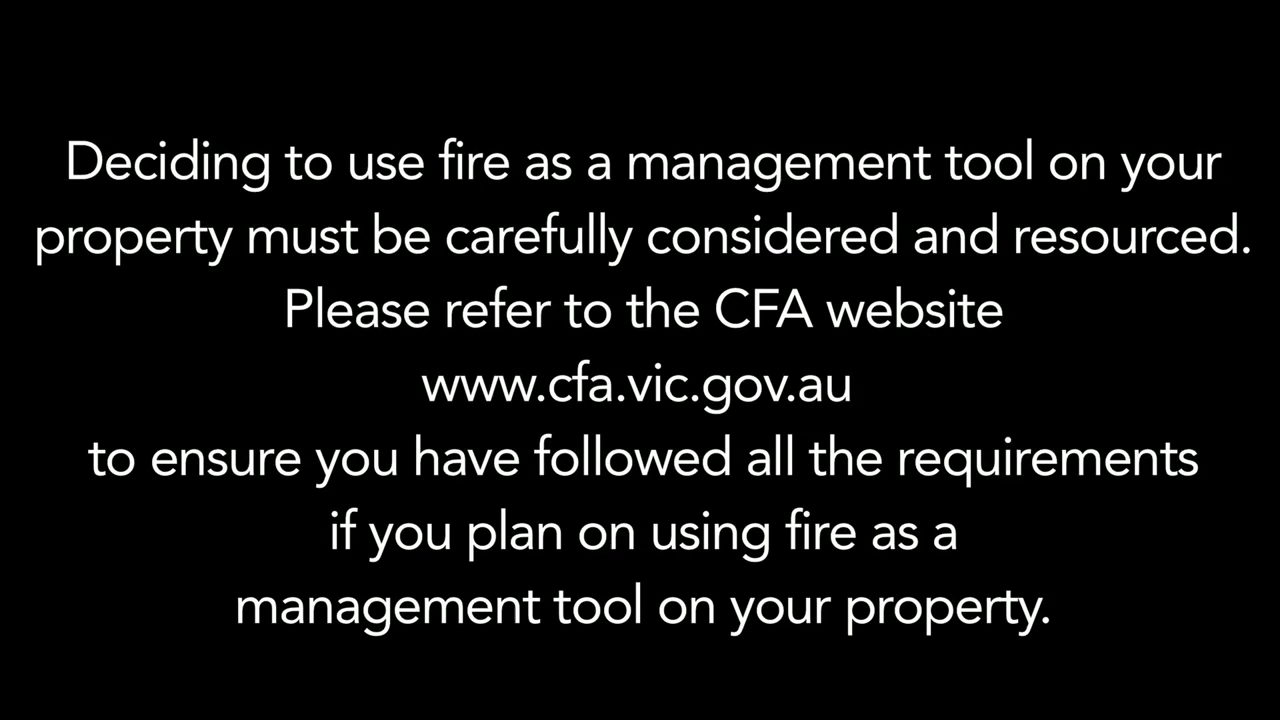 Deciding to use fire as a management tool on your
property must be carefully considered and resourced.
Please refer to the CFA website
www.cfa.vic.gov.au
to ensure you have followed all the requirements
if you plan on using fire as a
management tool on your property.